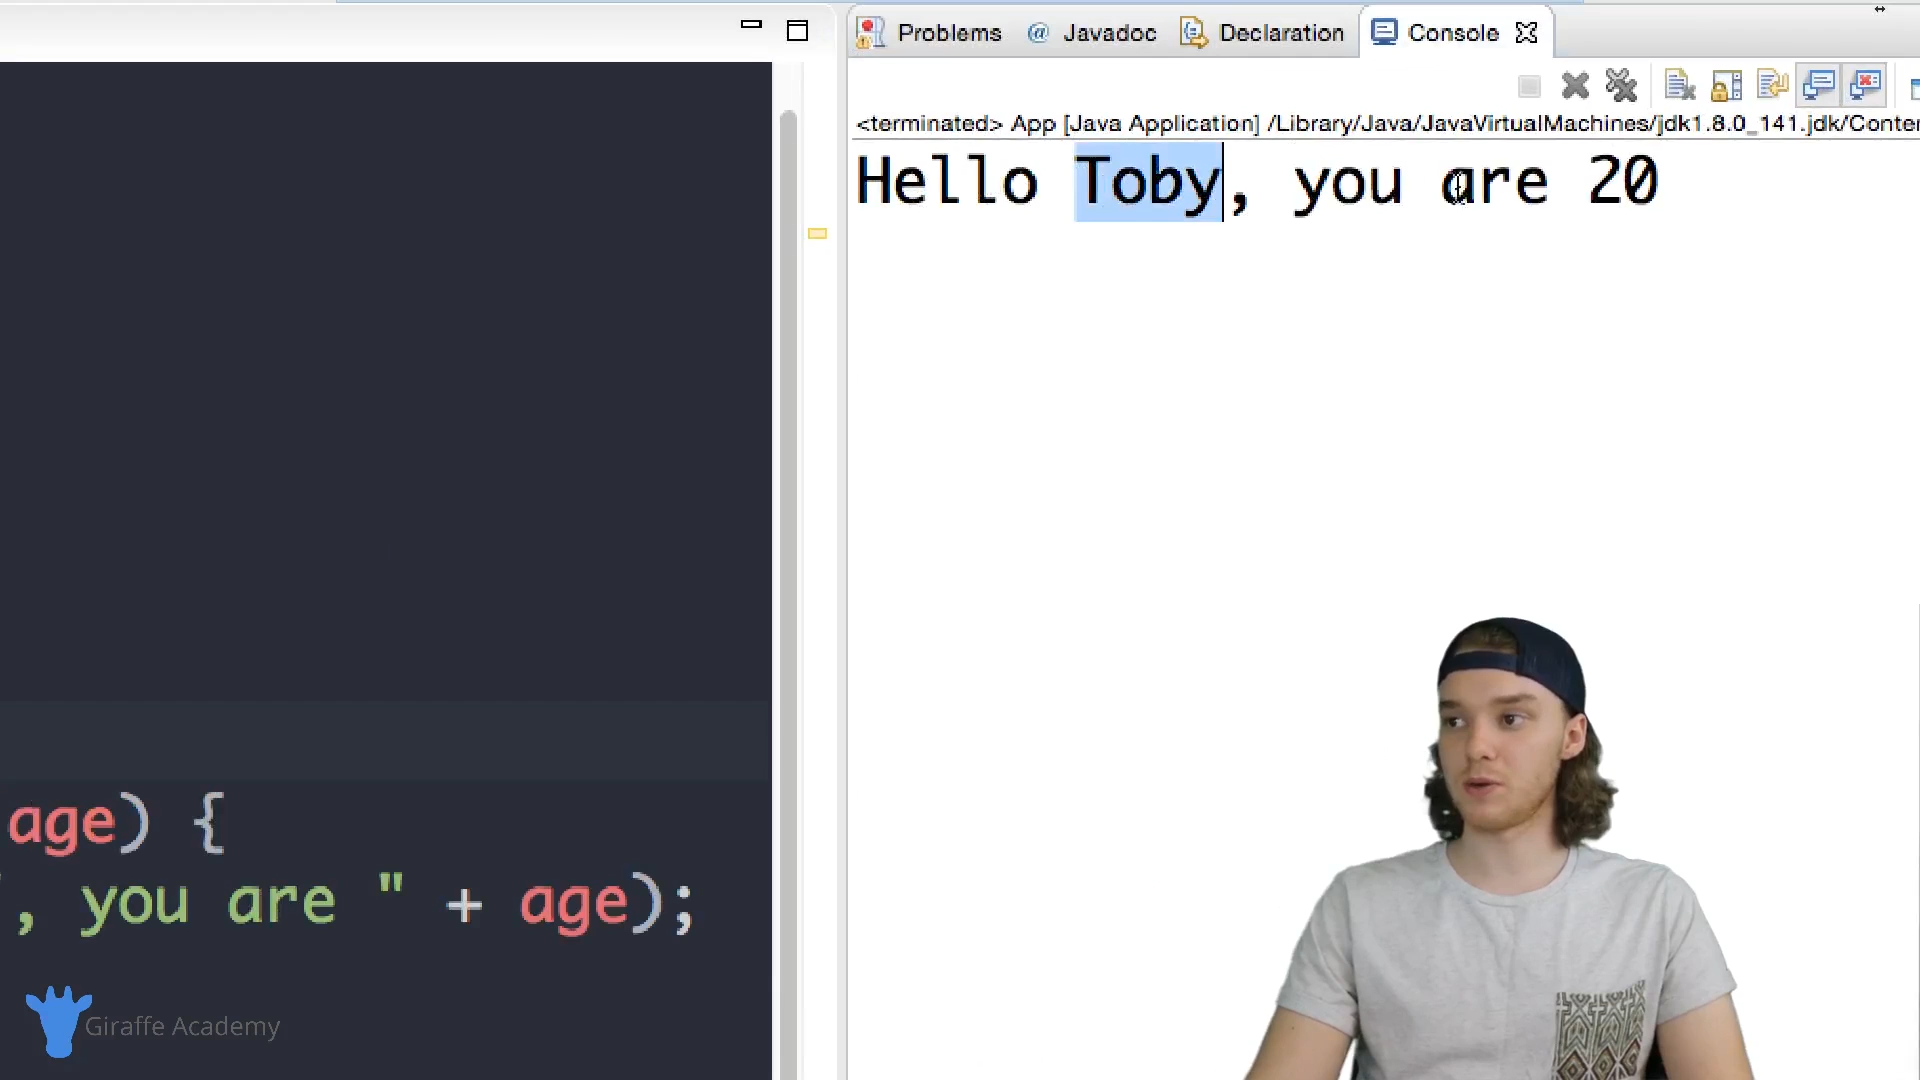 Problems @ Javadoc Declaration Console
<terminated> App [Java Application] /Library/Java/JavaVirtualMachines/jdk1.8.0_141.jdk/Conte
Hello Toby, you are 20
age) {
, you are " + age);
Giraffe Academy